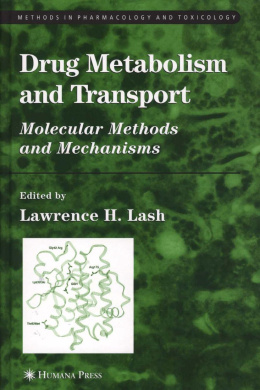 METHODS IN PHARMACOLOGY AND TOXICOLOGY
Drug Metabolism
and Transport
Molecular Methods
and Mechanisms
Edited by
Lawrence H. Lash
HUMANA PRESS